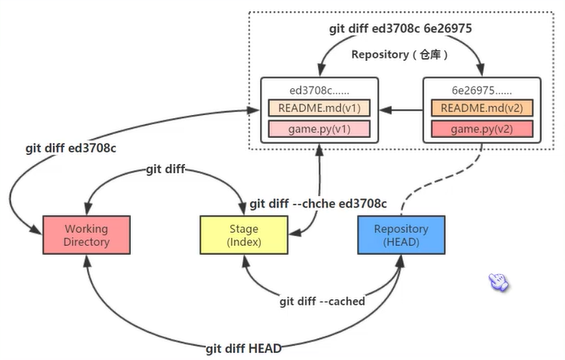 git diff ed3708c 6e26975
Repository（仓库）
ed3708c......
README.md(v1)
game.py(v1)
6e26975......
README.md(v2)
game.py(v2)
git diff ed3708c
git diff
git diff --chche ed3708c
Working
Directory
Stage
(Index)
Repository
(HEAD)
git diff --cached
git diff HEAD